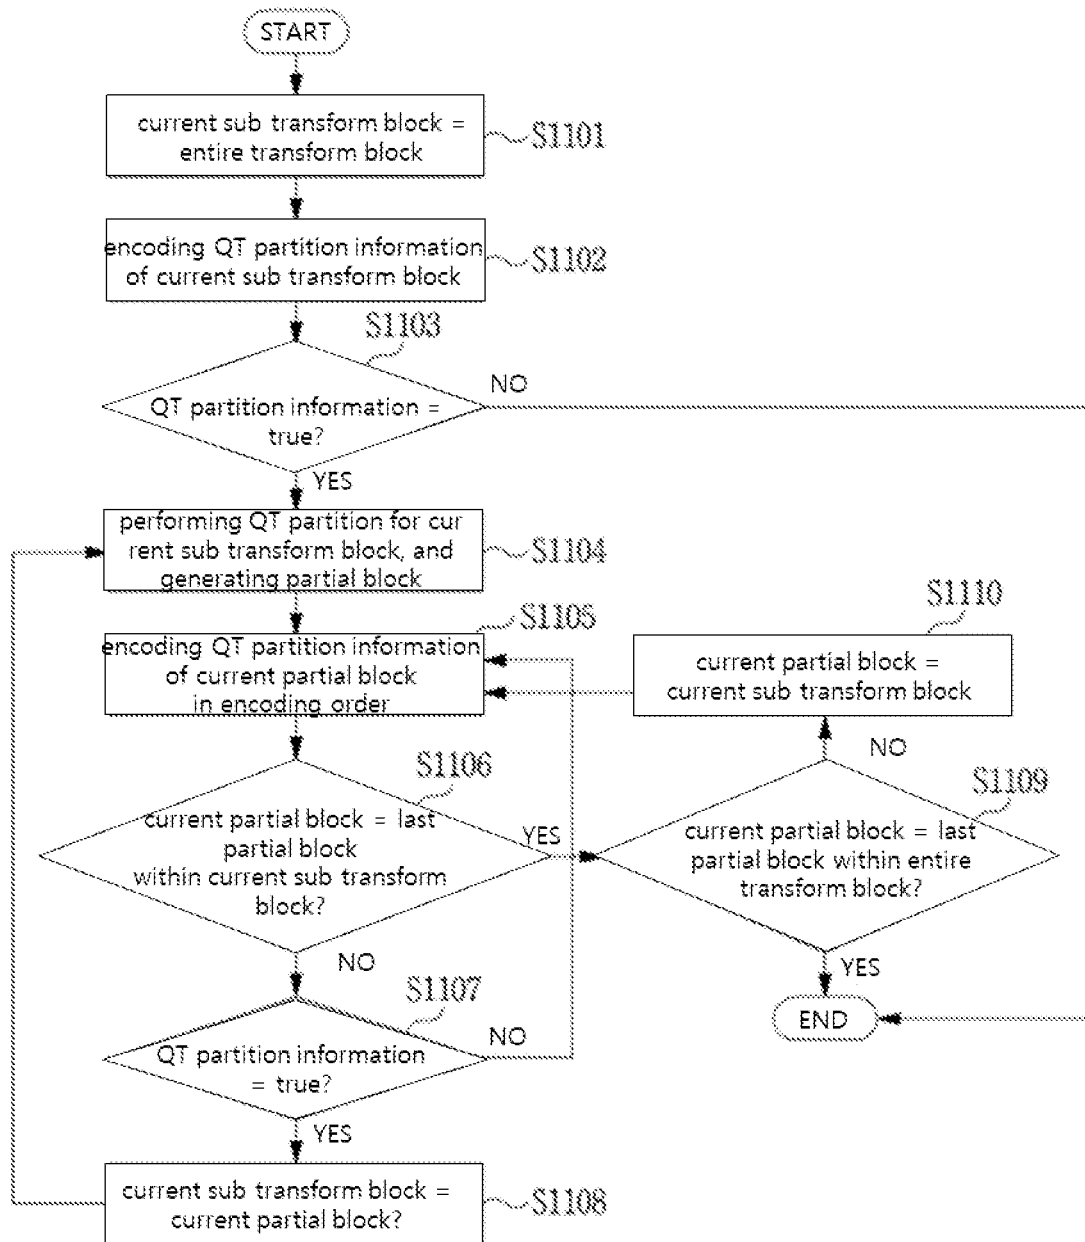 START
current sub transform block =
entire transform block
S1101
encoding QT partition information
of current sub transform block
S1102
S1103
NO
QT partition information =
true?
YES
performing QT partition for cur
rent sub transform block, and
generating partial block
S1104
S1105
encoding QT partition information
of current partial block
in encoding order
S1110
current partial block =
current sub transform block
NO
S1106
current partial block = last
partial block
within current sub transform
block?
YES
S1109
current partial block = last
partial block within entire
transform block?
YES
END
NO
S1107
NO
QT partition information
= true?
YES
current sub transform block =
current partial block?
S1108